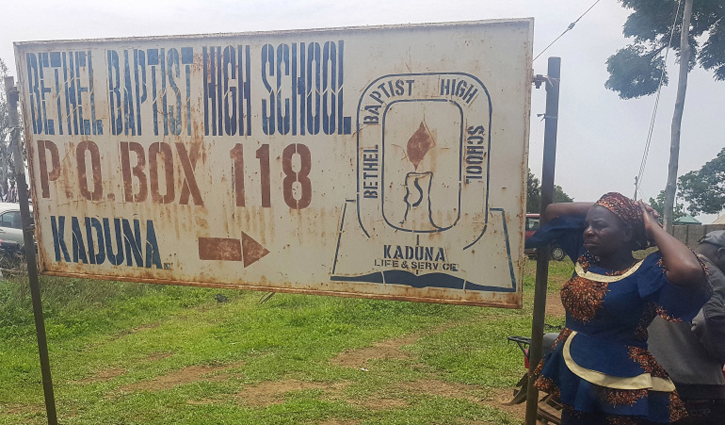 BETHEL BAPTIST HIGH SCHOOL
P.O BOX 118
KADUNA
BETHEL BAPTIST HIGH SCHOOL
KADUNA
LIFE & SERVICE